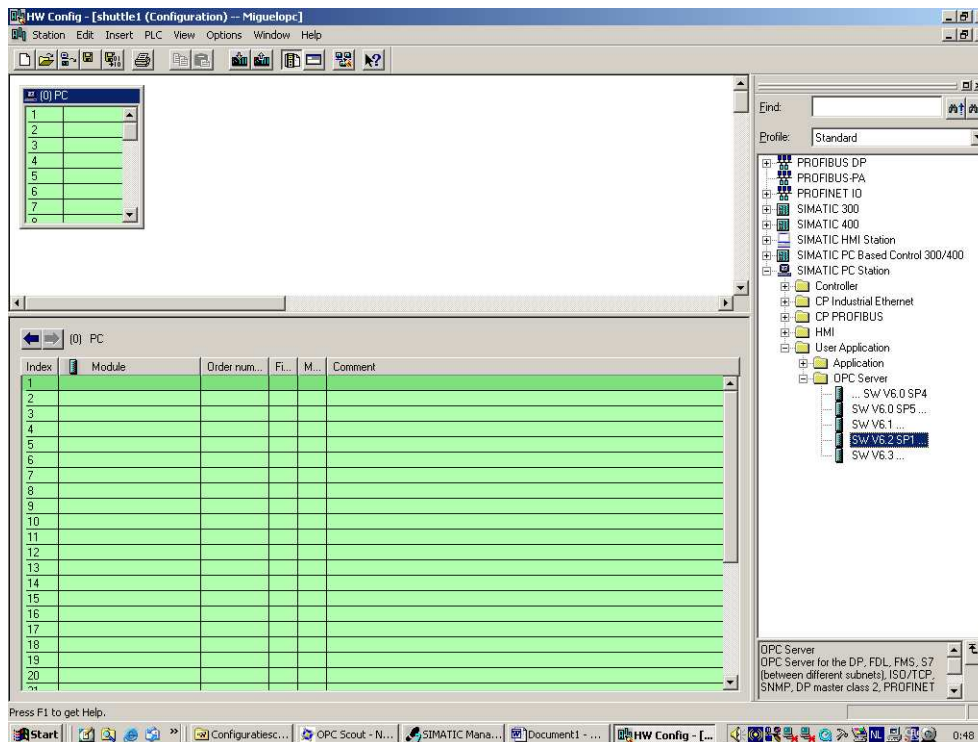 HW Config - [shuttle1 (Configuration) -- Miguelopc]
Station Edit Insert PLC View Options Window Help
(0) PC
1
2
3
4
5
6
7
Find:
Profile: Standard
PROFIBUS DP
PROFIBUS-PA
PROFINET IO
SIMATIC 300
SIMATIC 400
SIMATIC HMI Station
SIMATIC PC Based Control 300/400
SIMATIC PC Station
Controller
CP Industrial Ethernet
CP PROFIBUS
HMI
User Application
Application
OPC Server
... SW V6.0 SP4
SW V6.0 SP5 ...
SW V6.1 ...
SW V6.2 SP1 ...
SW V6.3 ...
(0) PC
Index Module Order num... Fi... M... Comment
1
2
3
4
5
6
7
8
9
10
11
12
13
14
15
16
17
18
19
20
OPC Server
OPC Server for the DP, FDL, FMS, S7
(between different subnets), ISO/TCP,
SNMP, DP master class 2, PROFINET
Press F1 to get Help.
Start » Configuratiesc... OPC Scout - N... SIMATIC Mana... Document1 - ... HW Config - [... NL 0:48